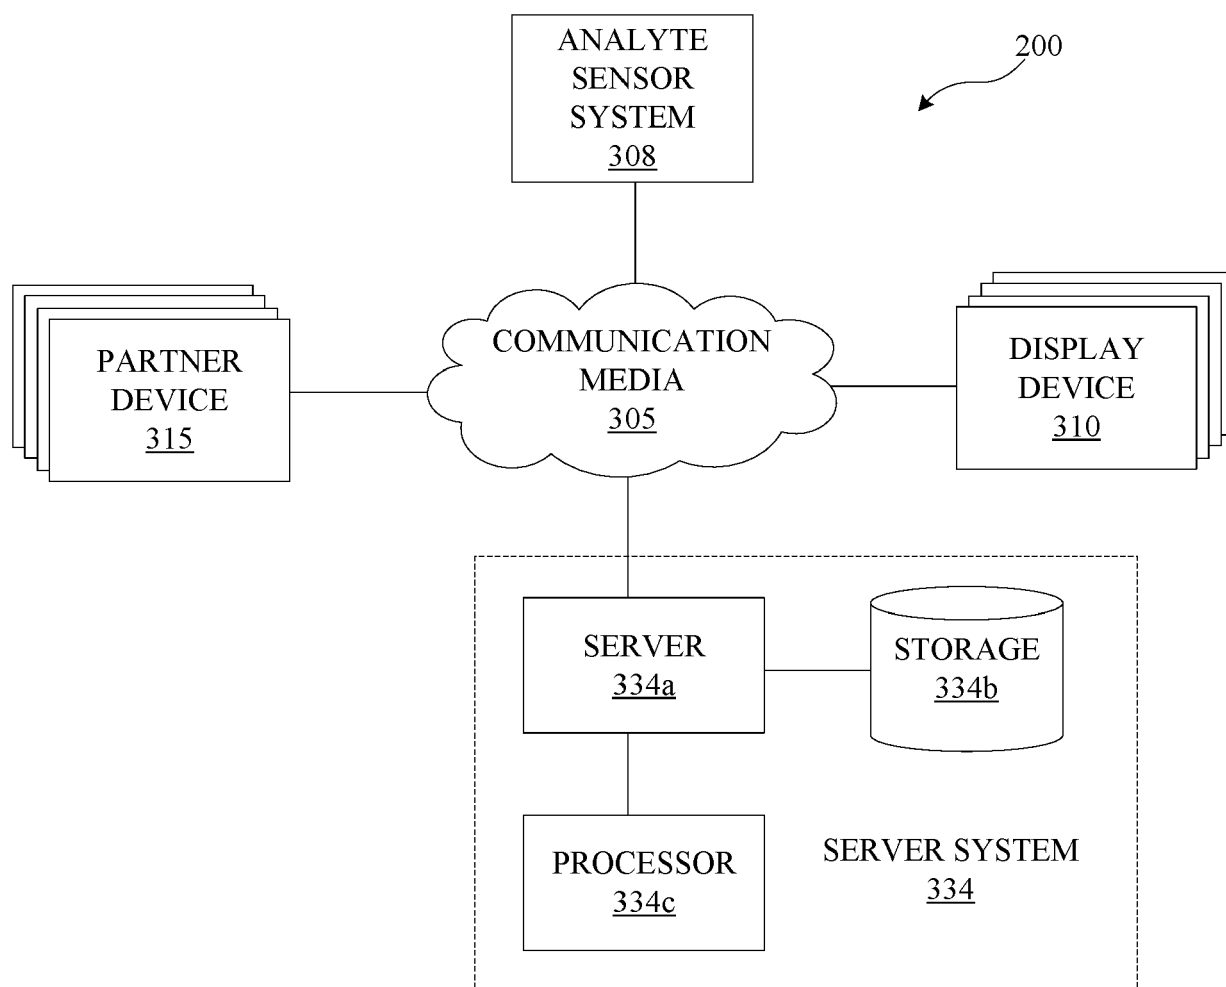 ANALYTE
SENSOR
SYSTEM
308
200
PARTNER
DEVICE
315
COMMUNICATION
MEDIA
305
DISPLAY
DEVICE
310
SERVER
334a
STORAGE
334b
PROCESSOR
334c
SERVER SYSTEM
334